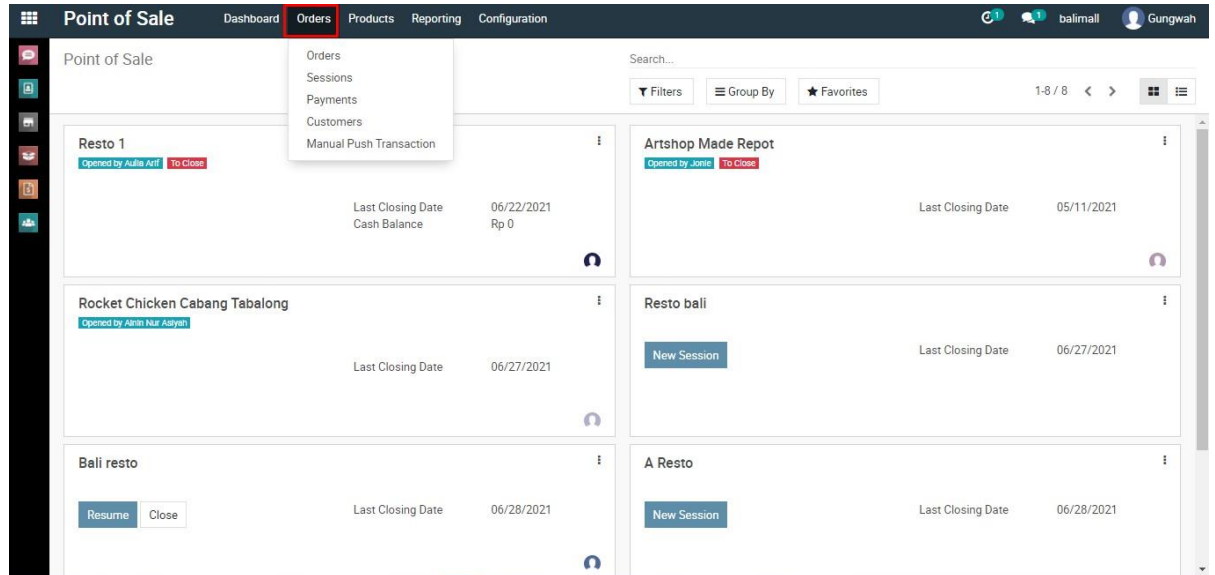 Point of Sale Dashboard Orders Products Reporting Configuration 1 1 balimall Gungwah
Point of Sale
Search...
Filters Group By Favorites 1-8 / 8
Orders
Sessions
Payments
Customers
Manual Push Transaction
Resto 1
Opened by Aulia Arif To Close
Last Closing Date 06/22/2021
Cash Balance Rp 0
Artshop Made Repot
Opened by Jonie To Close
Last Closing Date 05/11/2021
Rocket Chicken Cabang Tabalong
Opened by Ainin Nur Asiyah
Last Closing Date 06/27/2021
Resto bali
New Session
Last Closing Date 06/27/2021
Bali resto
Resume Close
Last Closing Date 06/28/2021
A Resto
New Session
Last Closing Date 06/28/2021